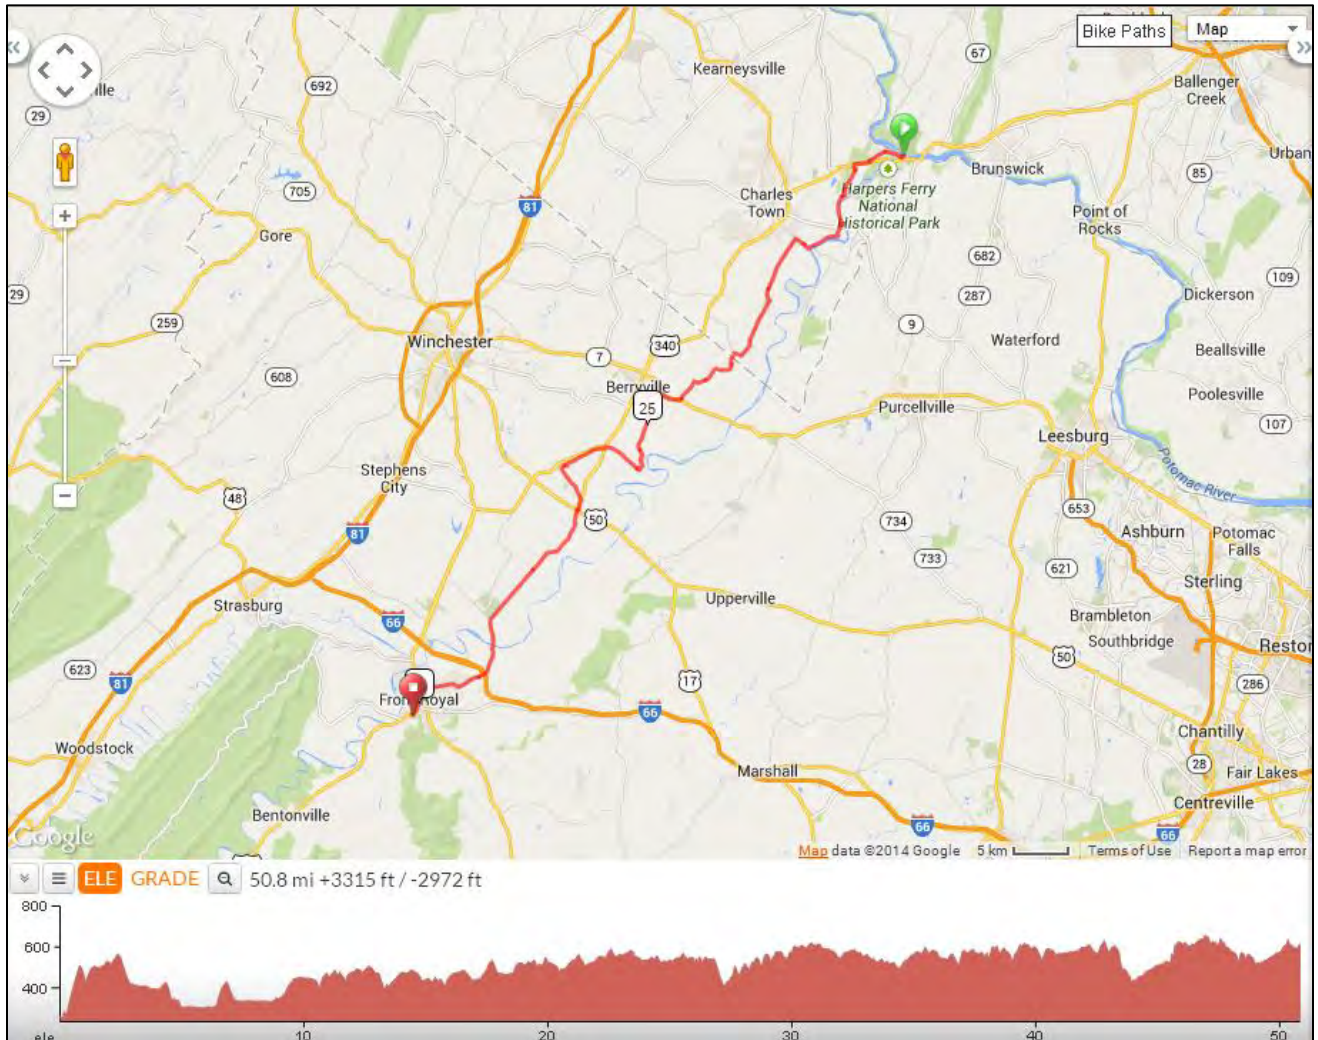 Bike Paths
Map
67
Kearneysville
692
Ballenger
Creek
29
Urban
Brunswick
85
705
Charles
Town
Harpers Ferry
National
Historical Park
81
Point of
Rocks
Gore
682
109
29
287
Dickerson
259
9
Waterford
Winchester
340
7
Beallsville
608
Berryville
Poolesville
25
Purcellville
107
Leesburg
Stephens
City
Potomac River
48
653
50
734
81
Ashburn
Potomac
Falls
733
621
Sterling
Strasburg
Upperville
66
Brambleton
Southbridge
Reston
50
623
81
17
286
Front Royal
66
Chantilly
Woodstock
28
Marshall
Fair Lakes
Centreville
Bentonville
66
66
Google
Map data ©2014 Google
5 km
Terms of Use
Report a map error
ELE GRADE 50.8 mi +3315 ft / -2972 ft
800
600
400
ele
10 20 30 40 50